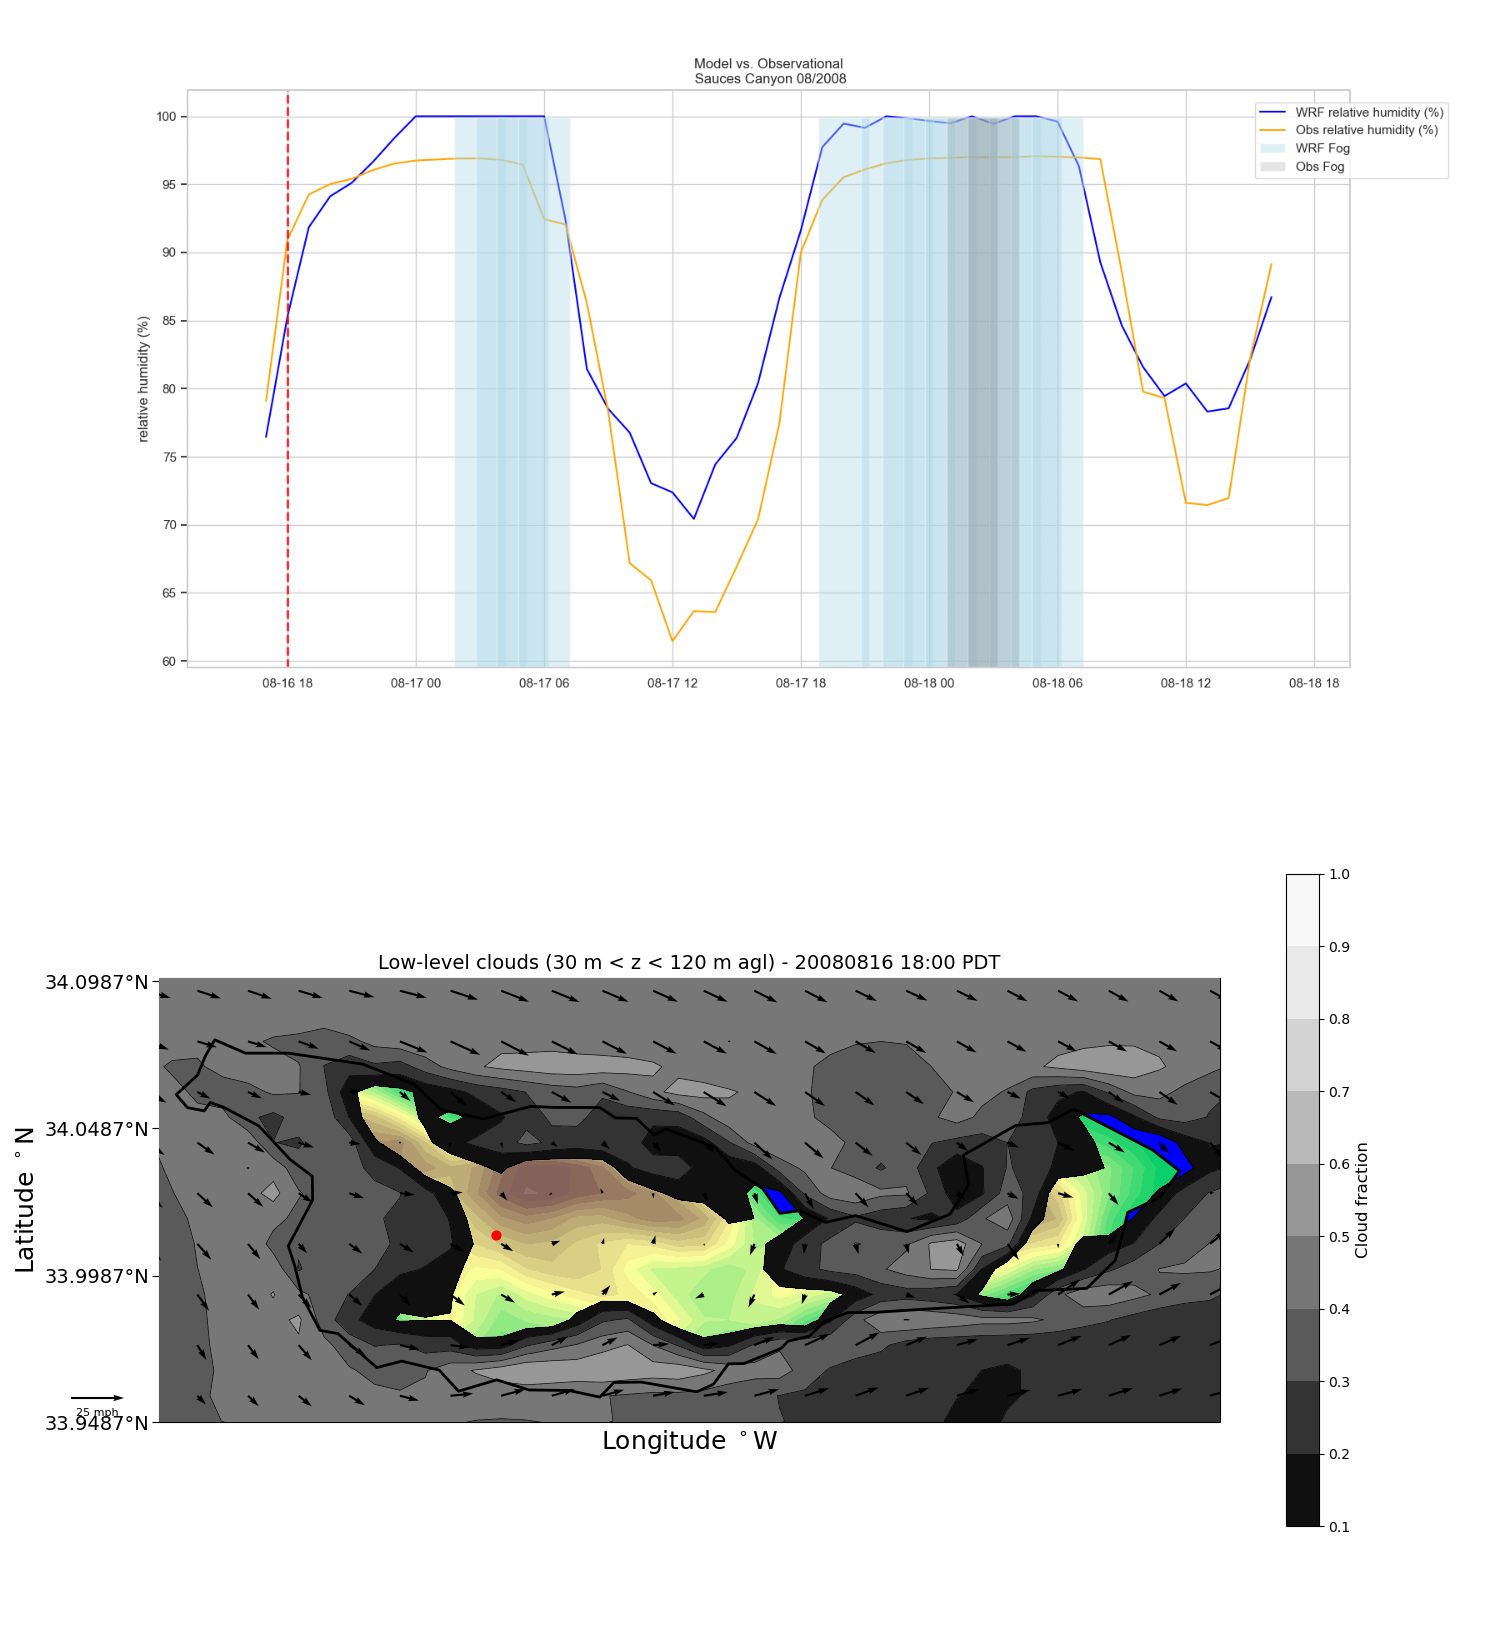 Model vs. Observational
Sauces Canyon 08/2008
WRF relative humidity (%)
Obs relative humidity (%)
WRF Fog
Obs Fog
relative humidity (%)
100
95
90
85
80
75
70
65
60
08-16 18
08-17 00
08-17 06
08-17 12
08-17 18
08-18 00
08-18 06
08-18 12
08-18 18
Low-level clouds (30 m < z < 120 m agl) - 20080816 18:00 PDT
34.0987°N
34.0487°N
33.9987°N
33.9487°N
Latitude °N
25 mph
Longitude °W
1.0
0.9
0.8
0.7
0.6
0.5
0.4
0.3
0.2
0.1
Cloud fraction